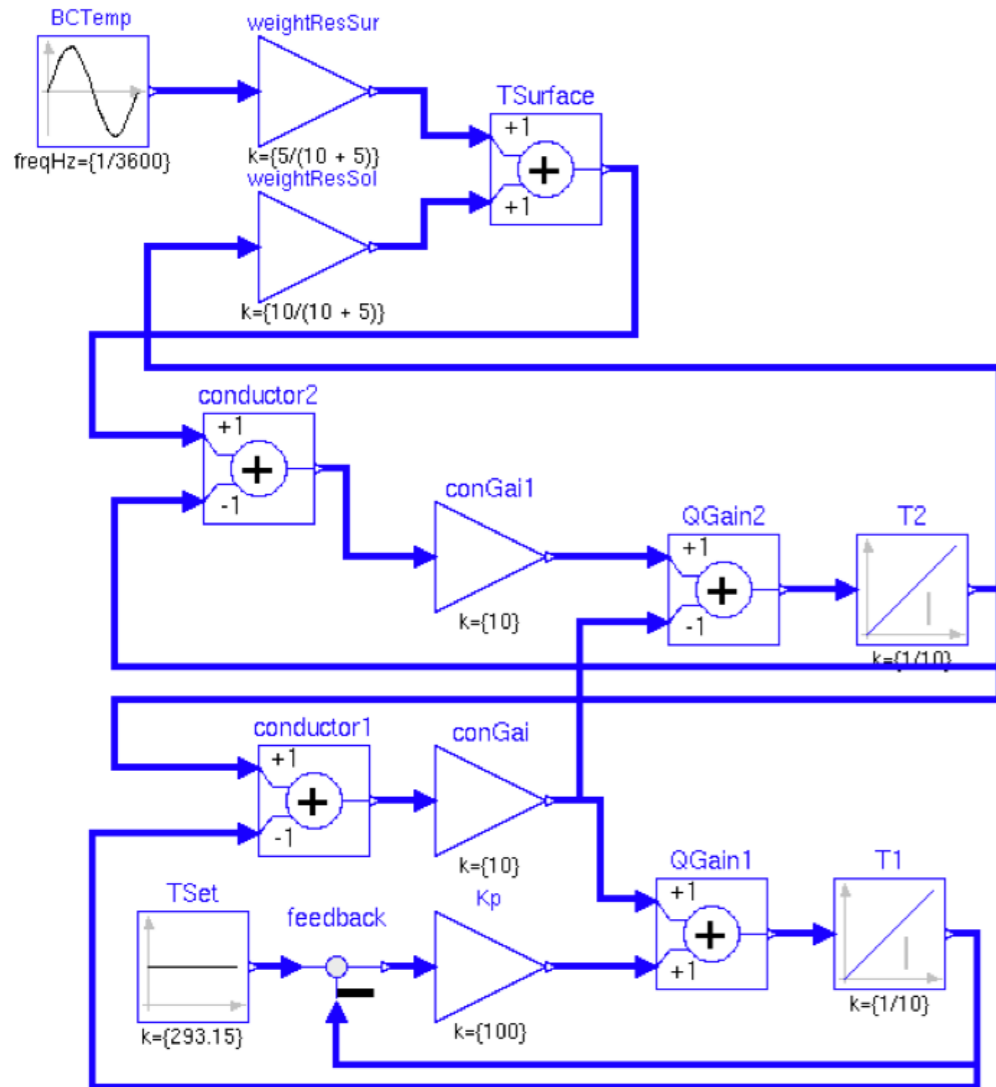 BCTemp
freqHz={1/3600}
weightResSur
k={5/(10 + 5)}
weightResSol
k={10/(10 + 5)}
TSurface
+1
+
+1
conductor2
+1
+
-1
conGai1
k={10}
QGain2
+1
+
-1
T2
I
k={1/10}
conductor1
+1
+
-1
conGai
k={10}
TSet
k={293.15}
feedback
Kp
k={100}
QGain1
+1
+
+1
T1
I
k={1/10}